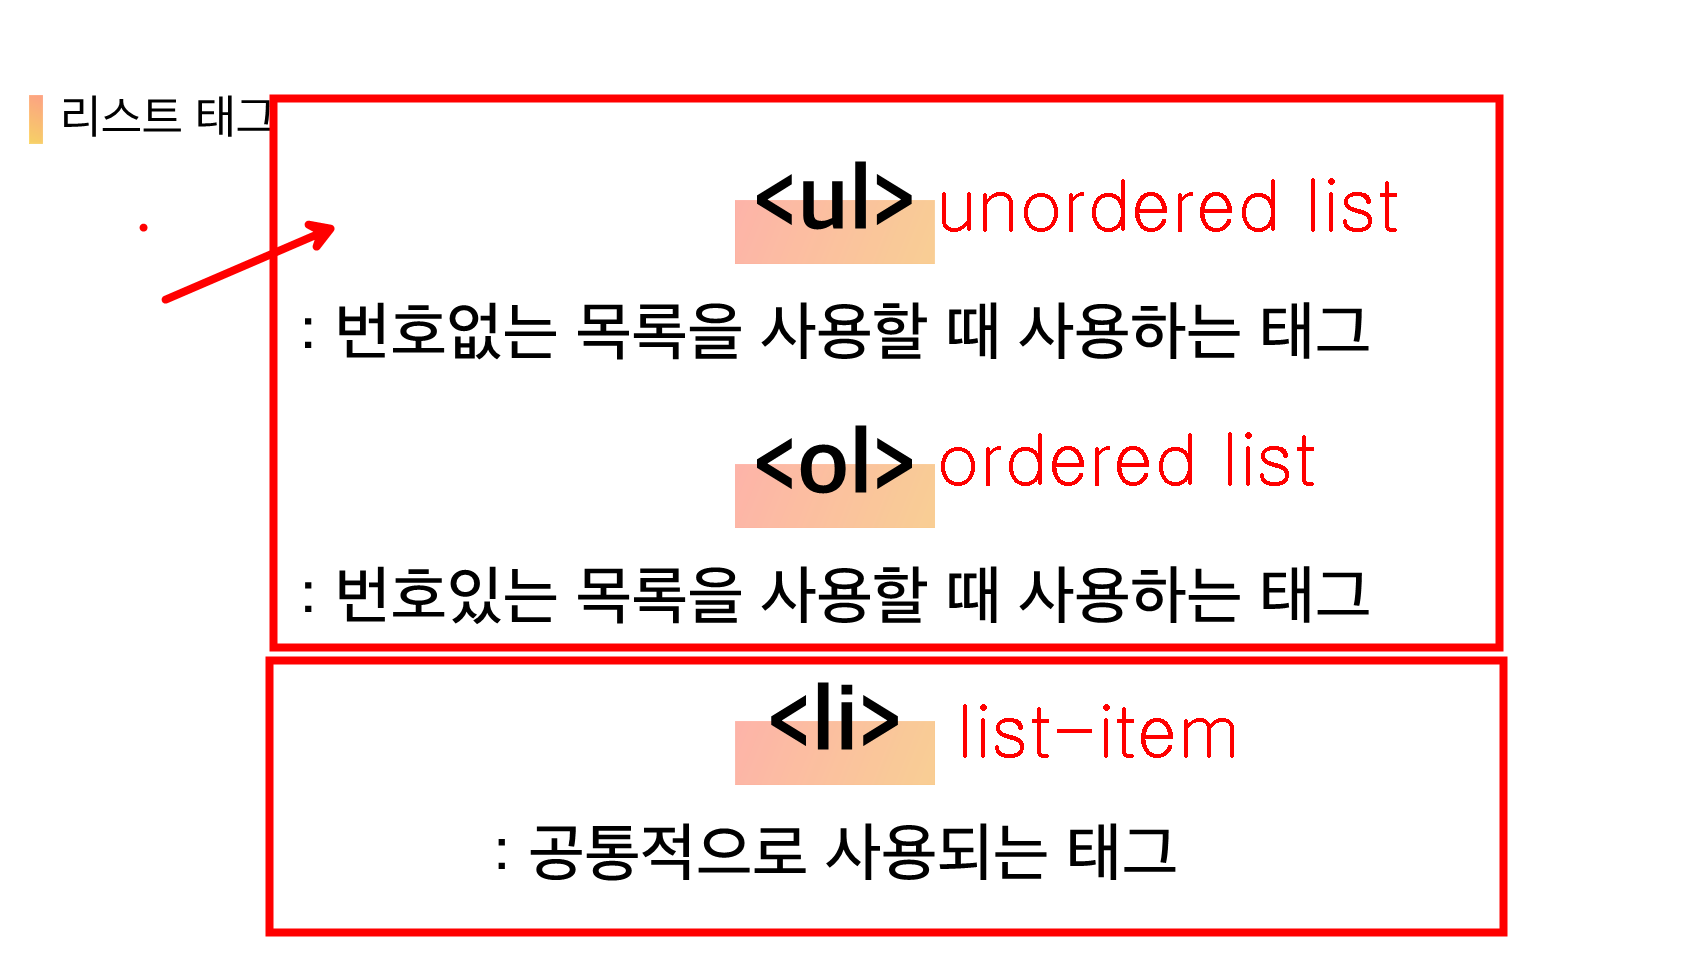 리스트 태그
<ul> unordered list
: 번호없는 목록을 사용할 때 사용하는 태그
<ol> ordered list
: 번호있는 목록을 사용할 때 사용하는 태그
<li> list-item
: 공통적으로 사용되는 태그